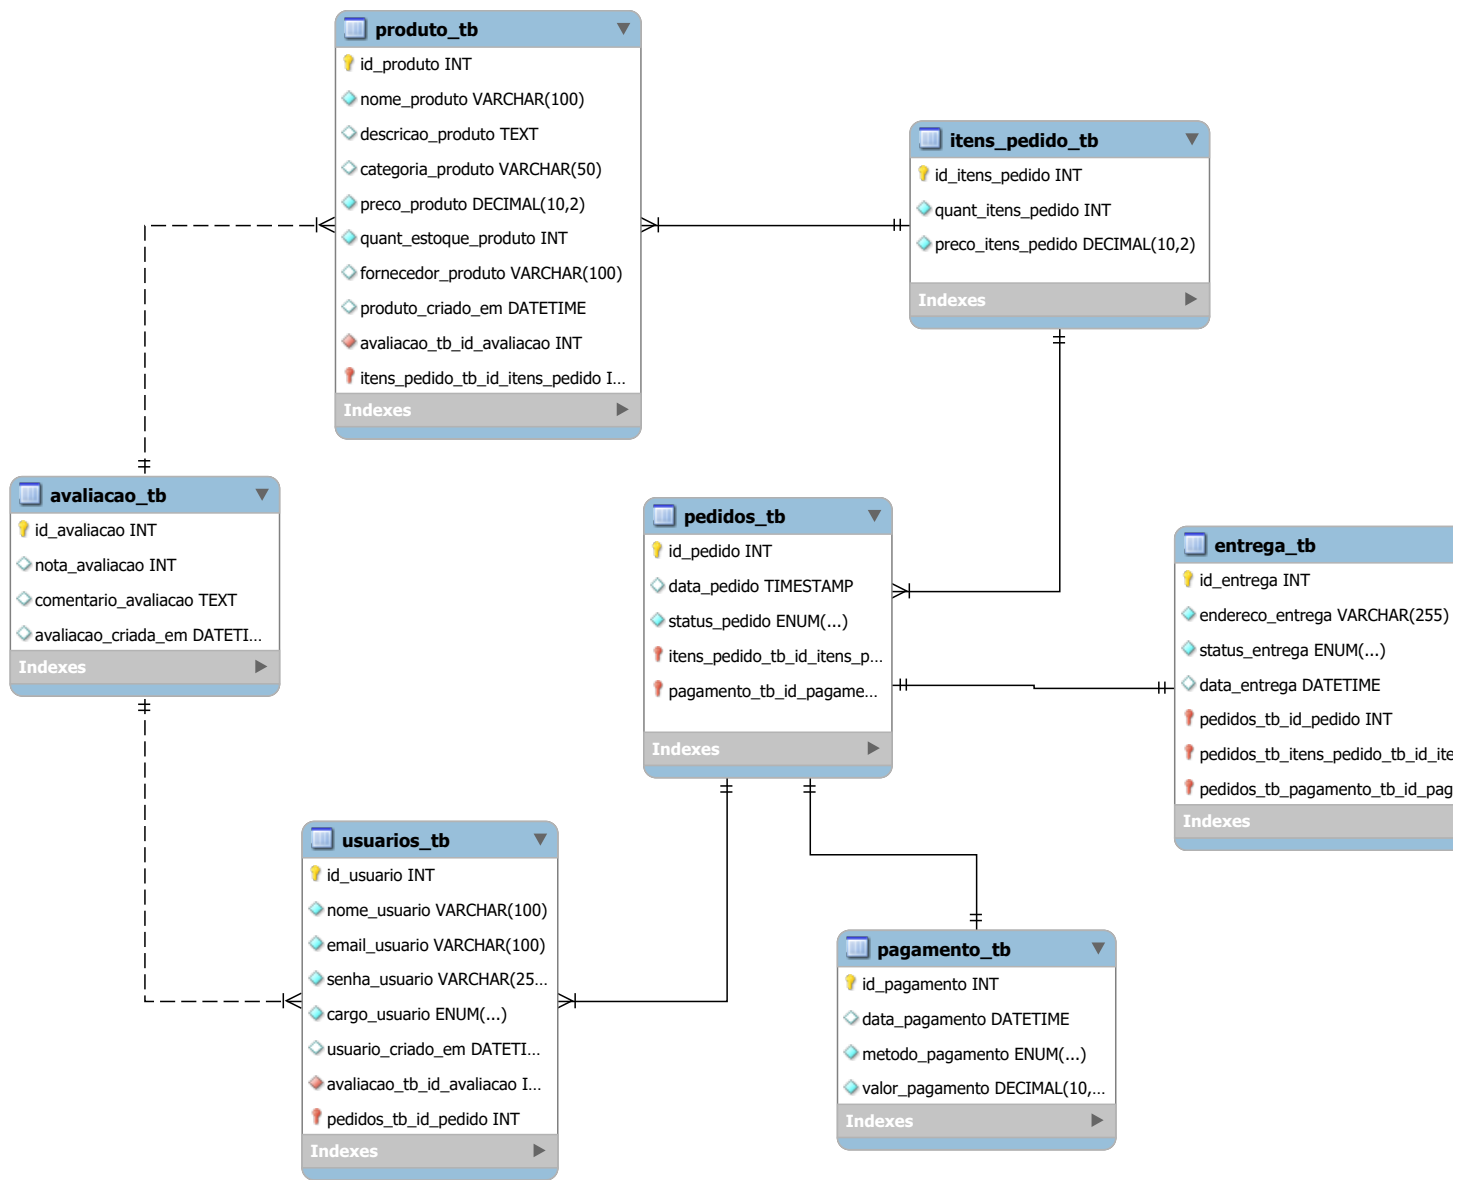 produto_tb
id_produto INT
nome_produto VARCHAR(100)
descricao_produto TEXT
categoria_produto VARCHAR(50)
preco_produto DECIMAL(10,2)
quant_estoque_produto INT
fornecedor_produto VARCHAR(100)
produto_criado_em DATETIME
avaliacao_tb_id_avaliacao INT
itens_pedido_tb_id_itens_pedido I...
Indexes
itens_pedido_tb
id_itens_pedido INT
quant_itens_pedido INT
preco_itens_pedido DECIMAL(10,2)
Indexes
avaliacao_tb
id_avaliacao INT
nota_avaliacao INT
comentario_avaliacao TEXT
avaliacao_criada_em DATETI...
Indexes
pedidos_tb
id_pedido INT
data_pedido TIMESTAMP
status_pedido ENUM(...)
itens_pedido_tb_id_itens_p...
pagamento_tb_id_pagame...
Indexes
entrega_tb
id_entrega INT
endereco_entrega VARCHAR(255)
status_entrega ENUM(...)
data_entrega DATETIME
pedidos_tb_id_pedido INT
pedidos_tb_itens_pedido_tb_id_ite
pedidos_tb_pagamento_tb_id_pag
Indexes
usuarios_tb
id_usuario INT
nome_usuario VARCHAR(100)
email_usuario VARCHAR(100)
senha_usuario VARCHAR(25...
cargo_usuario ENUM(...)
usuario_criado_em DATETI...
avaliacao_tb_id_avaliacao I...
pedidos_tb_id_pedido INT
Indexes
pagamento_tb
id_pagamento INT
data_pagamento DATETIME
metodo_pagamento ENUM(...)
valor_pagamento DECIMAL(10,...
Indexes